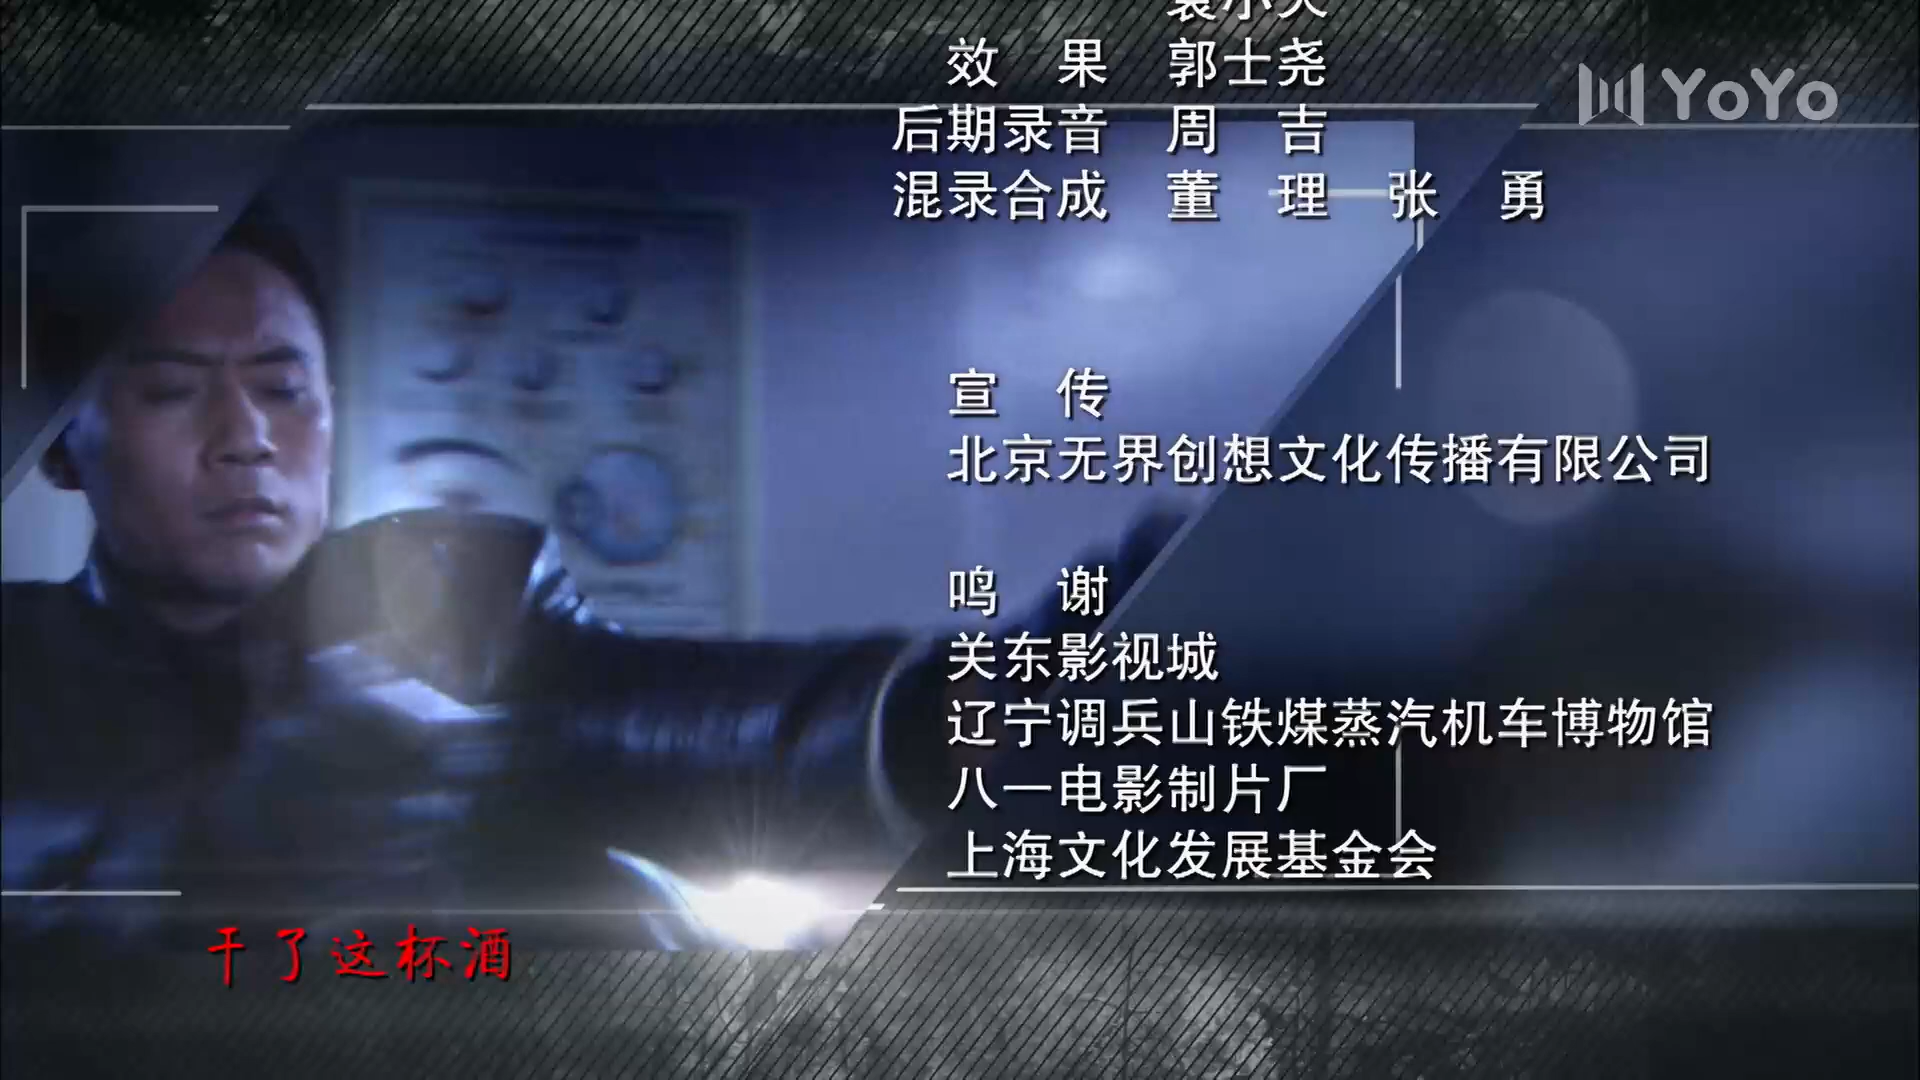 效 果 郭士尧
YoYo
后期录音 周 吉
混录合成 董 理 张 勇
宣 传
北京无界创想文化传播有限公司
鸣 谢
关东影视城
辽宁调兵山铁煤蒸汽机车博物馆
八一电影制片厂
上海文化发展基金会
干了这杯酒